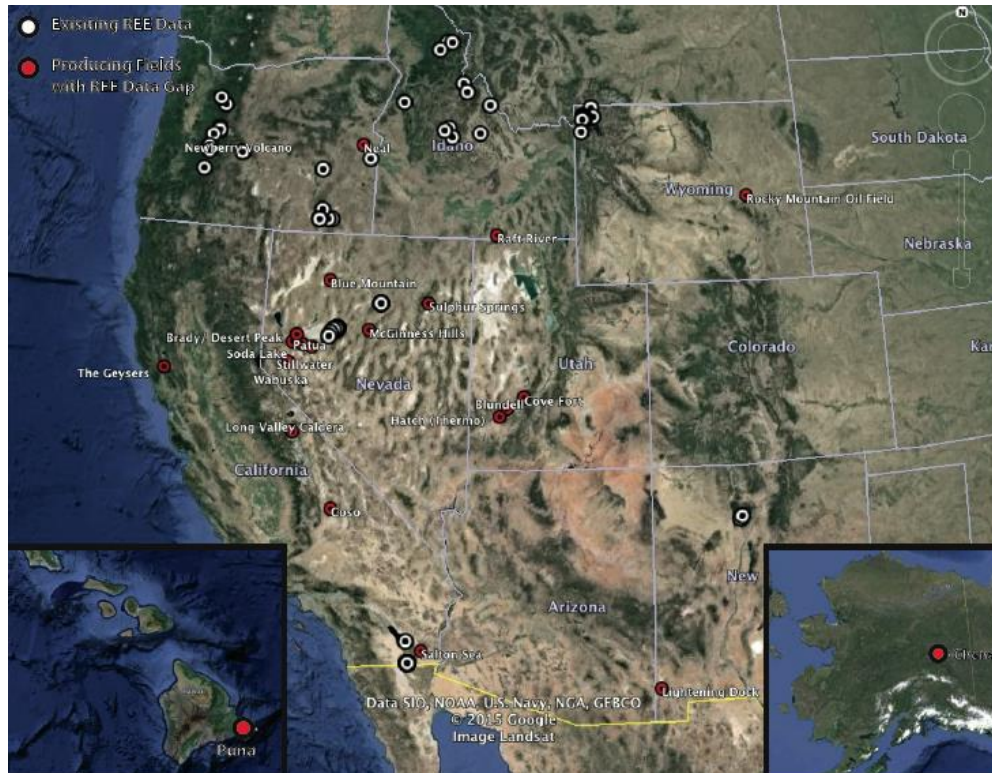 Exisiting REE Data
Producing Fields
with REE Data Gap
N
South Dakota
Newberry Volcano
Neal
Idaho
Wyoming
Rocky Mountain Oil Field
Nebraska
Raft River
Blue Mountain
Sulphur Springs
Brady/ Desert Peak
McGinness Hills
Patua
Soda Lake
Stillwater
Utah
Colorado
The Geysers
Wabuska
Nevada
Blundell
Cove Fort
Hatch (Thermo)
Long Valley Caldera
California
Coso
New
Arizona
Salton Sea
Lightening Dock
Data SIO, NOAA, U.S. Navy, NGA, GEBCO
© 2015 Google
Image Landsat
Puna